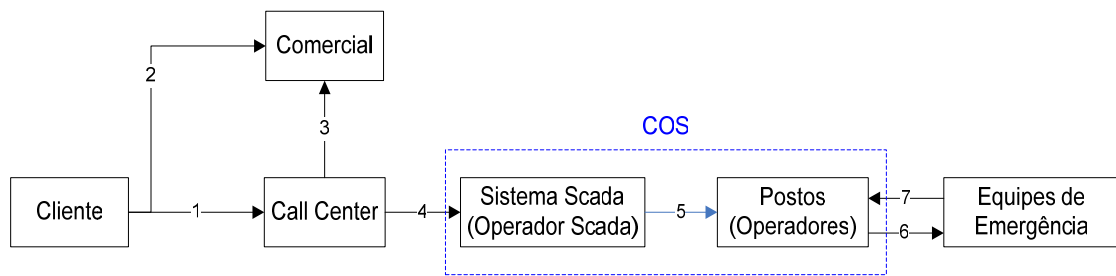 Comercial
2
3
COS
Cliente
1
Call Center
4
Sistema Scada
(Operador Scada)
5
Postos
(Operadores)
7
6
Equipes de
Emergência